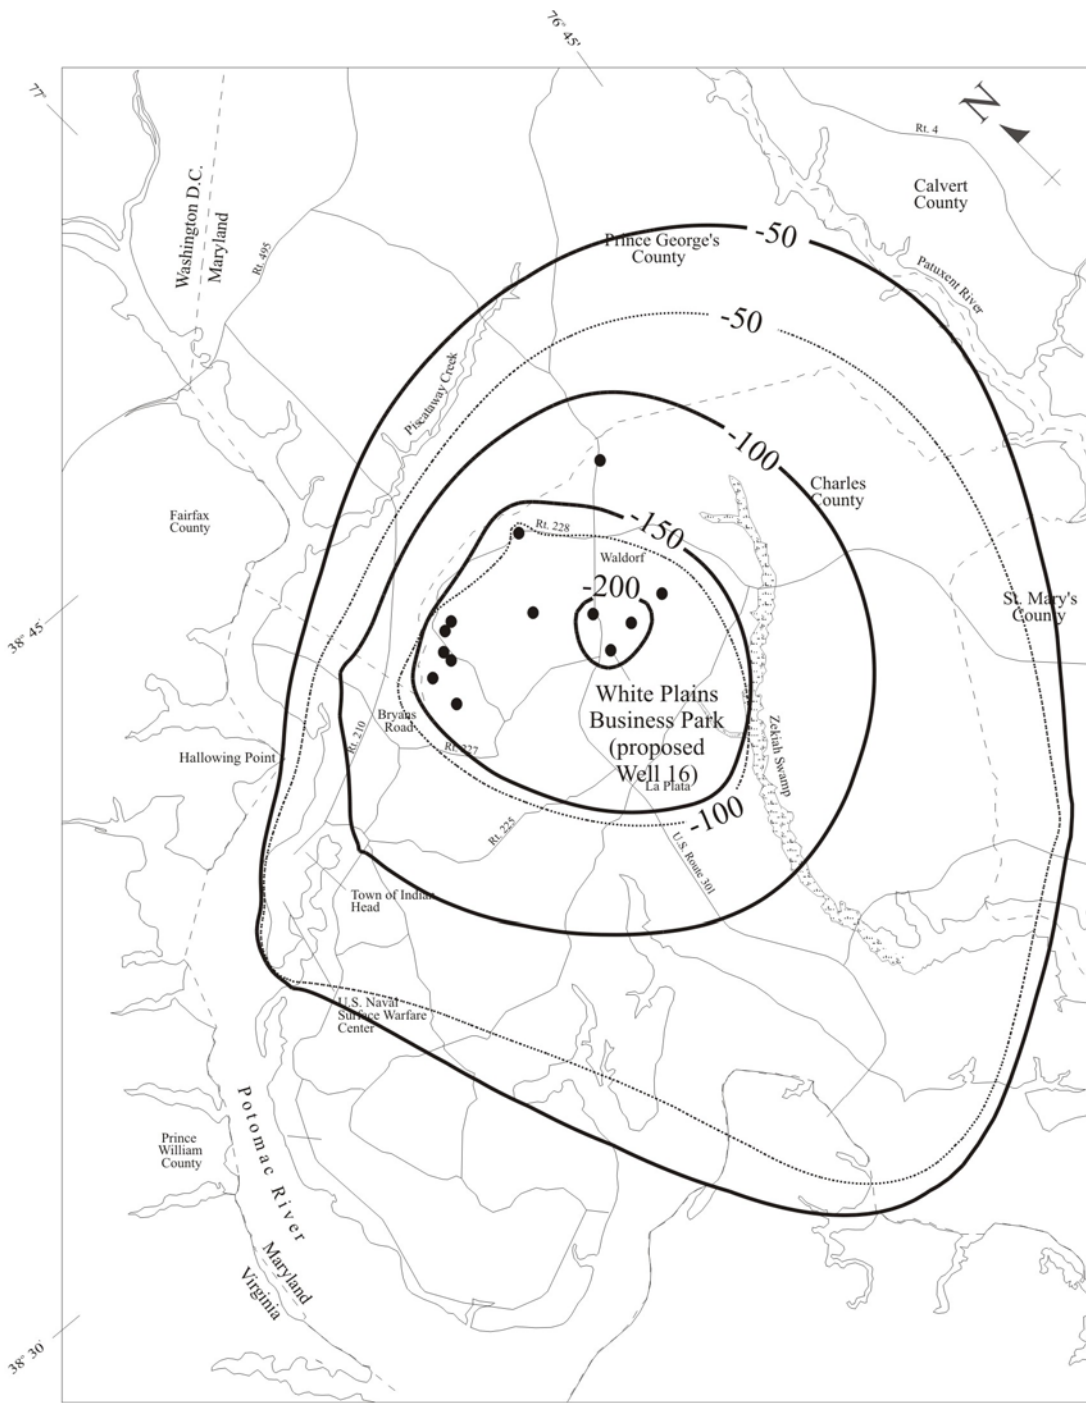 76° 45'
77°
N
Rt. 4
Calvert
County
Washington D.C.
Maryland
Rt. 495
Prince George's
County
-50
Patuxent River
-50
Piscataway Creek
-100
Charles
County
Fairfax
County
-150
Rt. 228
Waldorf
-200
St. Mary's
County
38° 45'
White Plains
Business Park
(proposed
Well 16)
Bryans
Road
Rt. 210
Rt. 227
Hallowing Point
Zekiah Swamp
La Plata
-100
Rt. 225
U.S. Route 301
Town of Indian
Head
U.S. Naval
Surface Warfare
Center
Potomac River
Prince
William
County
Maryland
Virginia
38° 30'